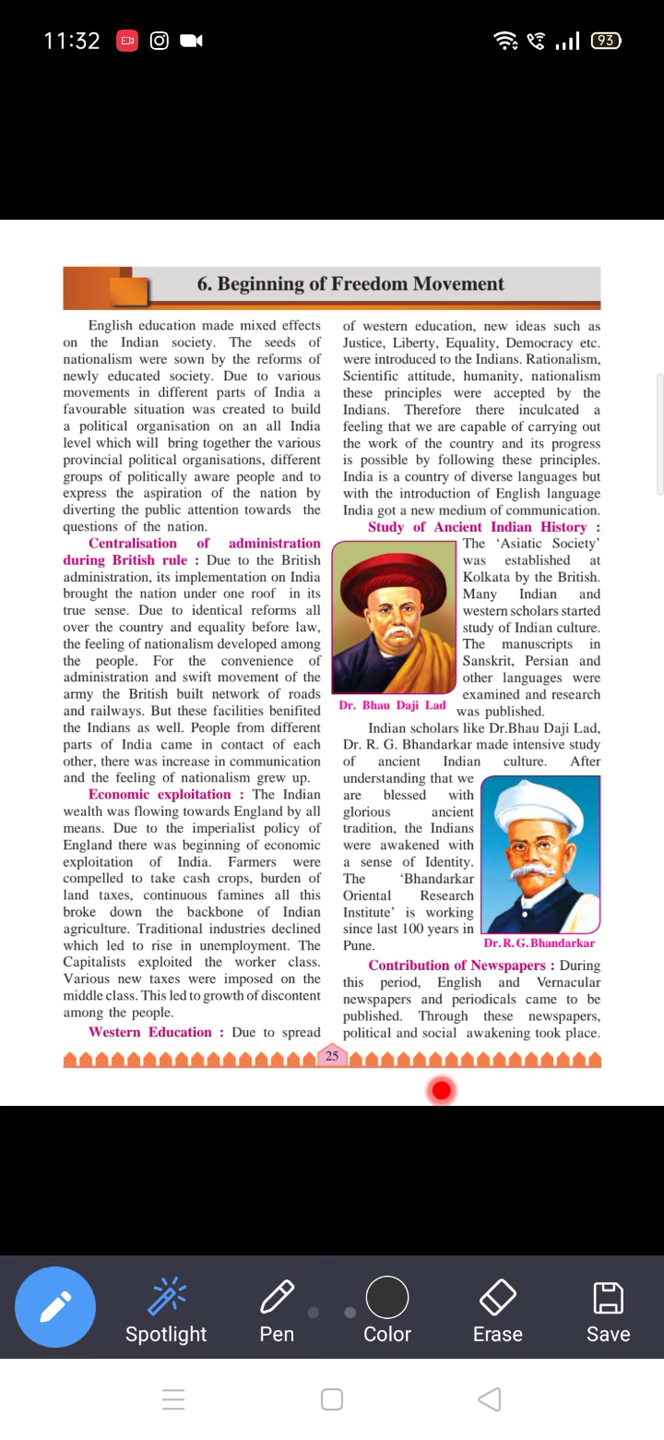 11:32
93
6. Beginning of Freedom Movement
English education made mixed effects
on the Indian society. The seeds of
nationalism were sown by the reforms of
newly educated society. Due to various
movements in different parts of India a
favourable situation was created to build
a political organisation on an all India
level which will bring together the various
provincial political organisations, different
groups of politically aware people and to
express the aspiration of the nation by
diverting the public attention towards the
questions of the nation.
Centralisation of administration
during British rule : Due to the British
administration, its implementation on India
brought the nation under one roof in its
true sense. Due to identical reforms all
over the country and equality before law,
the feeling of nationalism developed among
the people. For the convenience of
administration and swift movement of the
army the British built network of roads
and railways. But these facilities benifited
the Indians as well. People from different
parts of India came in contact of each
other, there was increase in communication
and the feeling of nationalism grew up.
Economic exploitation : The Indian
wealth was flowing towards England by all
means. Due to the imperialist policy of
England there was beginning of economic
exploitation of India. Farmers were
compelled to take cash crops, burden of
land taxes, continuous famines all this
broke down the backbone of Indian
agriculture. Traditional industries declined
which led to rise in unemployment. The
Capitalists exploited the worker class.
Various new taxes were imposed on the
middle class. This led to growth of discontent
among the people.
Western Education : Due to spread
of western education, new ideas such as
Justice, Liberty, Equality, Democracy etc.
were introduced to the Indians. Rationalism,
Scientific attitude, humanity, nationalism
these principles were accepted by the
Indians. Therefore there inculcated a
feeling that we are capable of carrying out
the work of the country and its progress
is possible by following these principles.
India is a country of diverse languages but
with the introduction of English language
India got a new medium of communication.
Study of Ancient Indian History :
The ‘Asiatic Society’
was established at
Kolkata by the British.
Many Indian and
western scholars started
study of Indian culture.
The manuscripts in
Sanskrit, Persian and
other languages were
examined and research
was published.
Dr. Bhau Daji Lad
Indian scholars like Dr.Bhau Daji Lad,
Dr. R. G. Bhandarkar made intensive study
of ancient Indian culture. After
understanding that we
are blessed with
glorious ancient
tradition, the Indians
were awakened with
a sense of Identity.
The ‘Bhandarkar
Oriental Research
Institute’ is working
since last 100 years in
Pune.
Dr. R. G. Bhandarkar
Contribution of Newspapers : During
this period, English and Vernacular
newspapers and periodicals came to be
published. Through these newspapers,
political and social awakening took place.
25
Spotlight
Pen
Color
Erase
Save